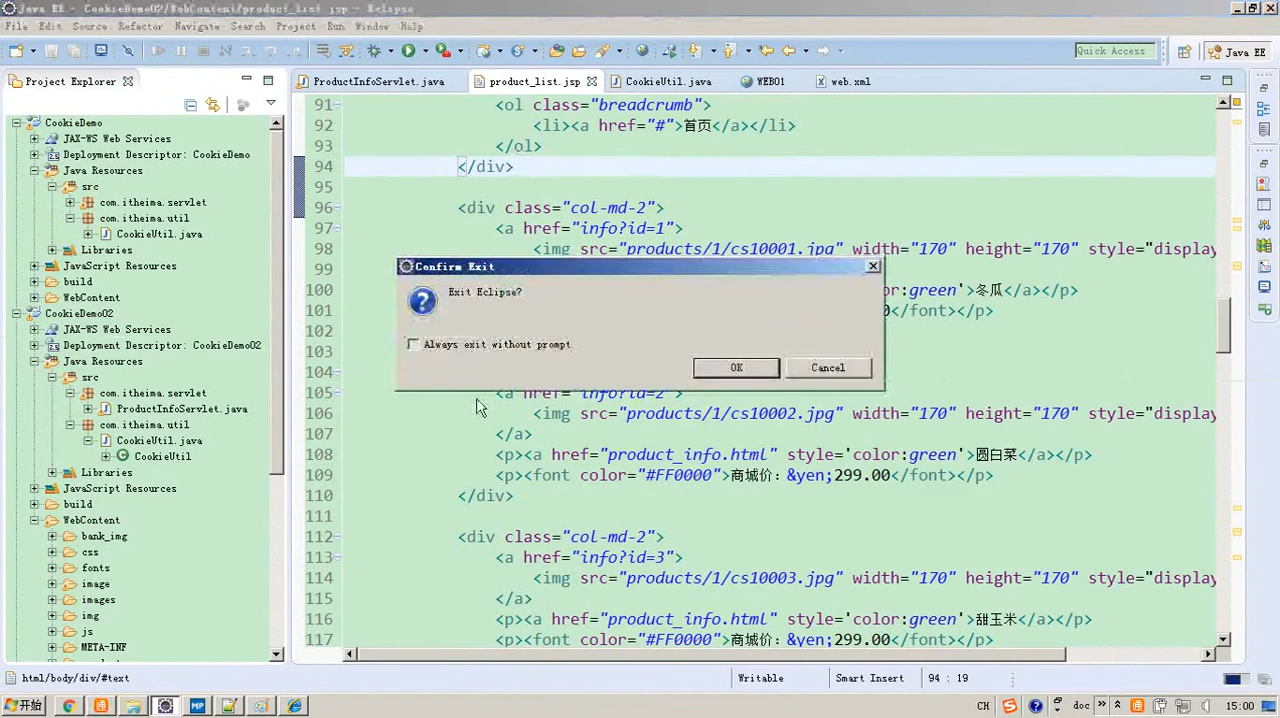 Java EE - CookieDemo02/WebContent/product_list.jsp - Eclipse
File Edit Source Refactor Navigate Search Project Run Window Help
Quick Access
Java EE
Project Explorer
ProductInfoServlet.java
product_list.jsp
CookieUtil.java
WEB01
web.xml
CookieDemo
JAX-WS Web Services
Deployment Descriptor: CookieDemo
Java Resources
src
com.itheima.servlet
com.itheima.util
CookieUtil.java
Libraries
JavaScript Resources
build
WebContent
CookieDemo02
JAX-WS Web Services
Deployment Descriptor: CookieDemo02
Java Resources
src
com.itheima.servlet
ProductInfoServlet.java
com.itheima.util
CookieUtil.java
CookieUtil
Libraries
JavaScript Resources
build
WebContent
bank_img
css
fonts
image
images
img
js
META-INF
91 <ol class="breadcrumb">
92 <li><a href="#">首页</a></li>
93 </ol>
94 </div>
95
96 <div class="col-md-2">
97 <a href="info?id=1">
98 <img src="products/1/cs10001.jpg" width="170" height="170" style="display
99
100 or:green'>冬瓜</a></p>
101 0</font></p>
102
103
104
105 <a href="info?id=2">
106 <img src="products/1/cs10002.jpg" width="170" height="170" style="display
107 </a>
108 <p><a href="product_info.html" style='color:green'>圆白菜</a></p>
109 <p><font color="#FF0000">商城价：&yen;299.00</font></p>
110 </div>
111
112 <div class="col-md-2">
113 <a href="info?id=3">
114 <img src="products/1/cs10003.jpg" width="170" height="170" style="display
115 </a>
116 <p><a href="product_info.html" style='color:green'>甜玉米</a></p>
117 <p><font color="#FF0000">商城价：&yen;299.00</font></p>
Confirm Exit
Exit Eclipse?
Always exit without prompt
OK
Cancel
html/body/div/#text
Writable
Smart Insert
94 : 19
开始
MP
CH
doc
15:00